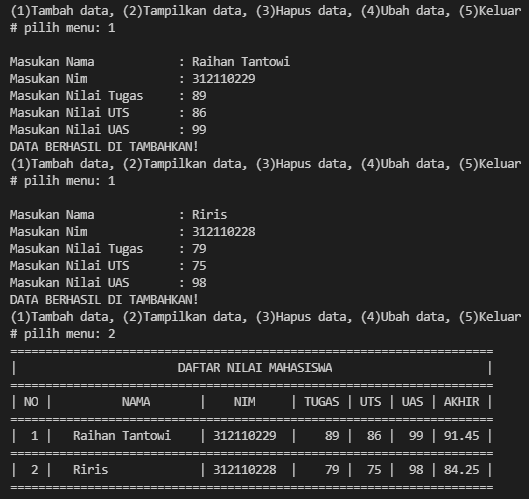 (1)Tambah data, (2)Tampilkan data, (3)Hapus data, (4)Ubah data, (5)Keluar
# pilih menu: 1
Masukan Nama : Raihan Tantowi
Masukan Nim : 312110229
Masukan Nilai Tugas : 89
Masukan Nilai UTS : 86
Masukan Nilai UAS : 99
DATA BERHASIL DI TAMBAHKAN!
(1)Tambah data, (2)Tampilkan data, (3)Hapus data, (4)Ubah data, (5)Keluar
# pilih menu: 1
Masukan Nama : Riris
Masukan Nim : 312110228
Masukan Nilai Tugas : 79
Masukan Nilai UTS : 75
Masukan Nilai UAS : 98
DATA BERHASIL DI TAMBAHKAN!
(1)Tambah data, (2)Tampilkan data, (3)Hapus data, (4)Ubah data, (5)Keluar
# pilih menu: 2
=====================================================================
| DAFTAR NILAI MAHASISWA |
=====================================================================
| NO | NAMA | NIM | TUGAS | UTS | UAS | AKHIR |
=====================================================================
| 1 | Raihan Tantowi | 312110229 | 89 | 86 | 99 | 91.45 |
=====================================================================
| 2 | Riris | 312110228 | 79 | 75 | 98 | 84.25 |
=====================================================================